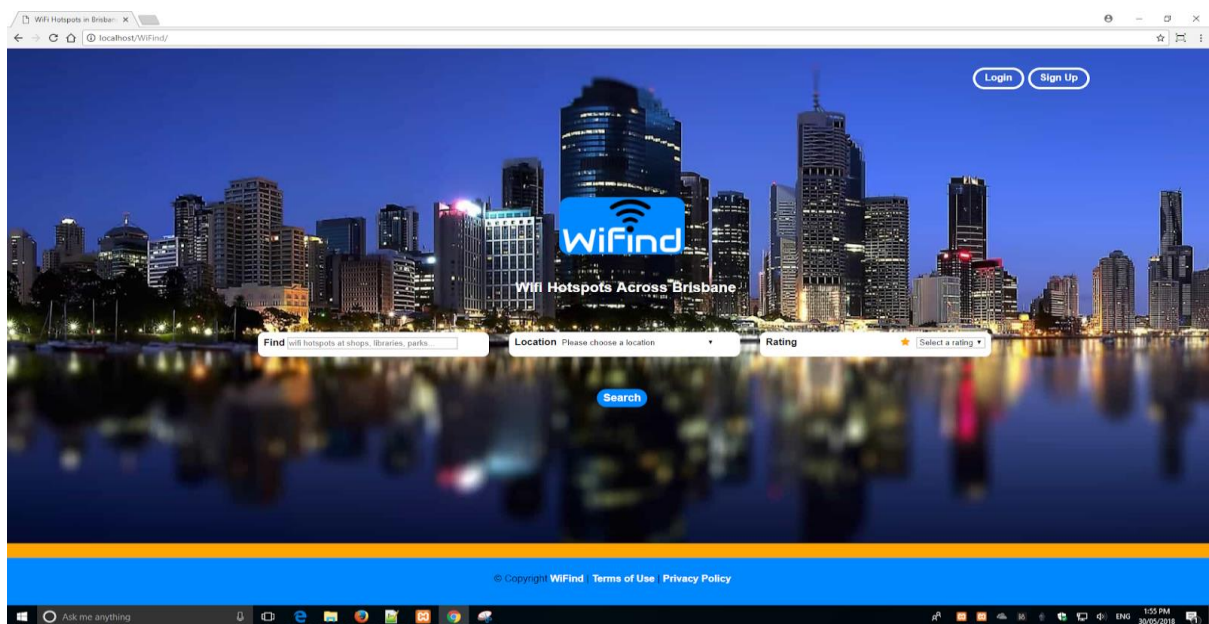 WiFi Hotspots in Brisban
localhost/WiFind/
Login Sign Up
WiFind
Wifi Hotspots Across Brisbane
Find wifi hotspots at shops, libraries, parks...
Location Please choose a location
Rating Select a rating
Search
© Copyright WiFind | Terms of Use | Privacy Policy
Ask me anything
ENG
1:55 PM
30/05/2018